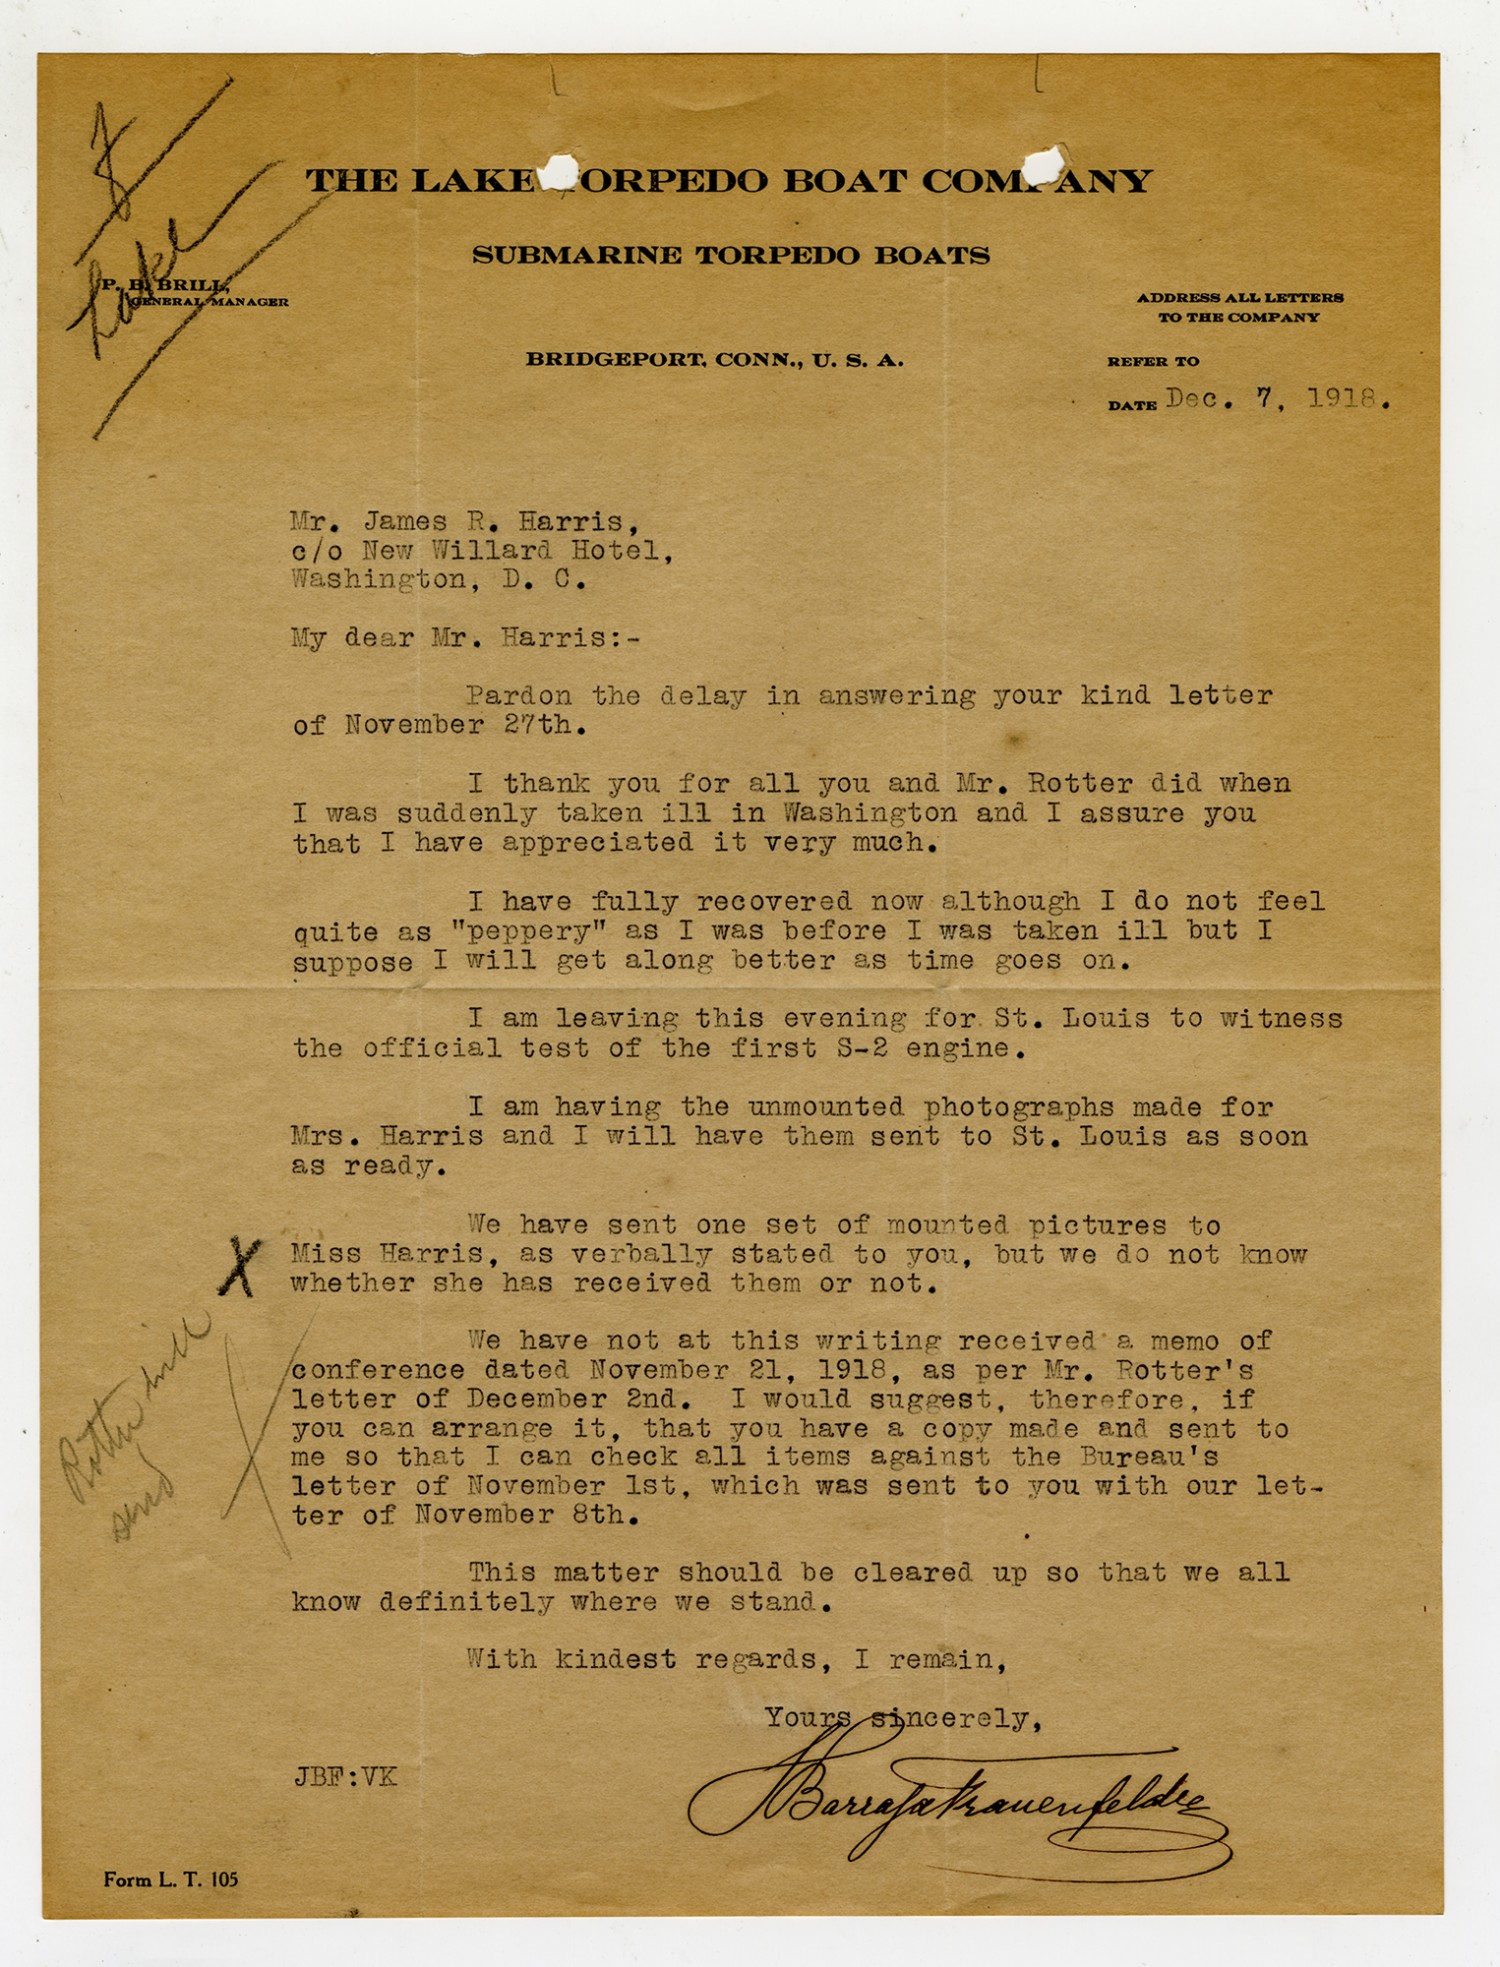 THE LAKE TORPEDO BOAT COMPANY
SUBMARINE TORPEDO BOATS
Lake
P. B. BRILL,
GENERAL MANAGER
ADDRESS ALL LETTERS
TO THE COMPANY
BRIDGEPORT, CONN., U. S. A.
REFER TO
DATE Dec. 7, 1918.
Mr. James R. Harris,
c/o New Willard Hotel,
Washington, D. C.
My dear Mr. Harris:-
Pardon the delay in answering your kind letter
of November 27th.
I thank you for all you and Mr. Rotter did when
I was suddenly taken ill in Washington and I assure you
that I have appreciated it very much.
I have fully recovered now although I do not feel
quite as "peppery" as I was before I was taken ill but I
suppose I will get along better as time goes on.
I am leaving this evening for St. Louis to witness
the official test of the first S-2 engine.
I am having the unmounted photographs made for
Mrs. Harris and I will have them sent to St. Louis as soon
as ready.
We have sent one set of mounted pictures to
X Miss Harris, as verbally stated to you, but we do not know
whether she has received them or not.
Rotter will
send
We have not at this writing received a memo of
conference dated November 21, 1918, as per Mr. Rotter's
letter of December 2nd. I would suggest, therefore, if
you can arrange it, that you have a copy made and sent to
me so that I can check all items against the Bureau's
letter of November 1st, which was sent to you with our let-
ter of November 8th.
This matter should be cleared up so that we all
know definitely where we stand.
With kindest regards, I remain,
Yours sincerely,
JBF:VK
Form L. T. 105